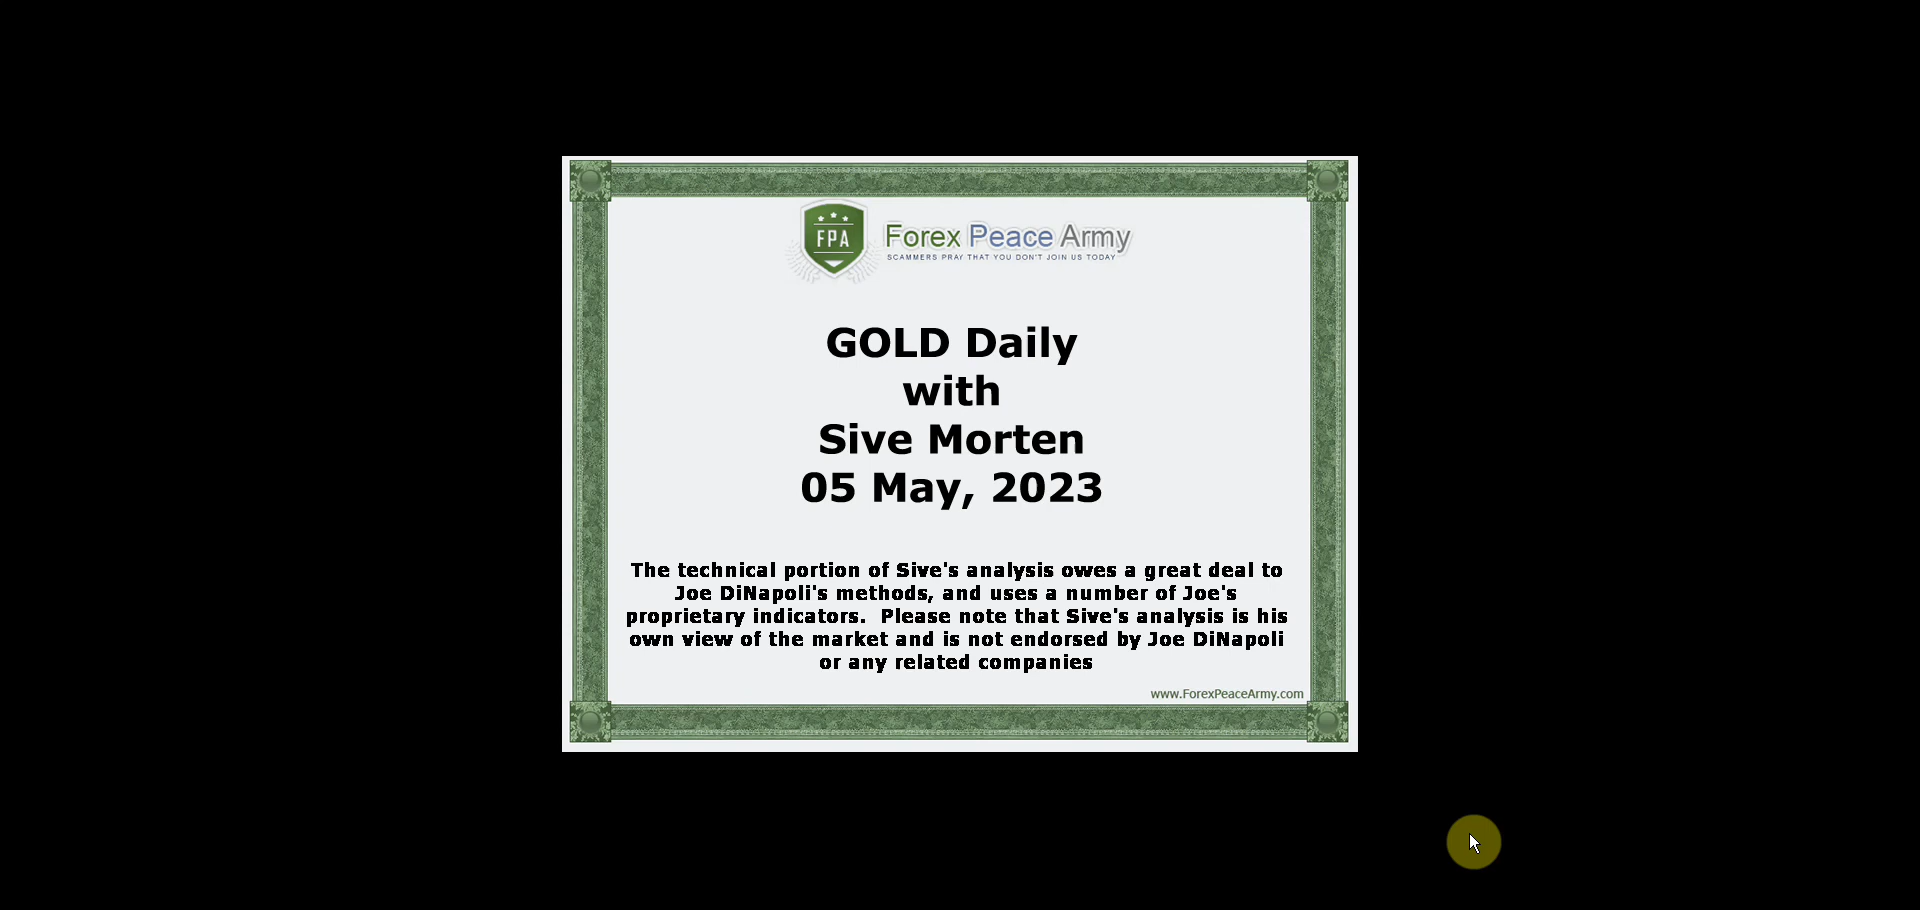 FPA
Forex Peace Army
SCAMMERS PRAY THAT YOU DON'T JOIN US TODAY
GOLD Daily
with
Sive Morten
05 May, 2023
The technical portion of Sive's analysis owes a great deal to
Joe DiNapoli's methods, and uses a number of Joe's
proprietary indicators.  Please note that Sive's analysis is his
own view of the market and is not endorsed by Joe DiNapoli
or any related companies
www.ForexPeaceArmy.com